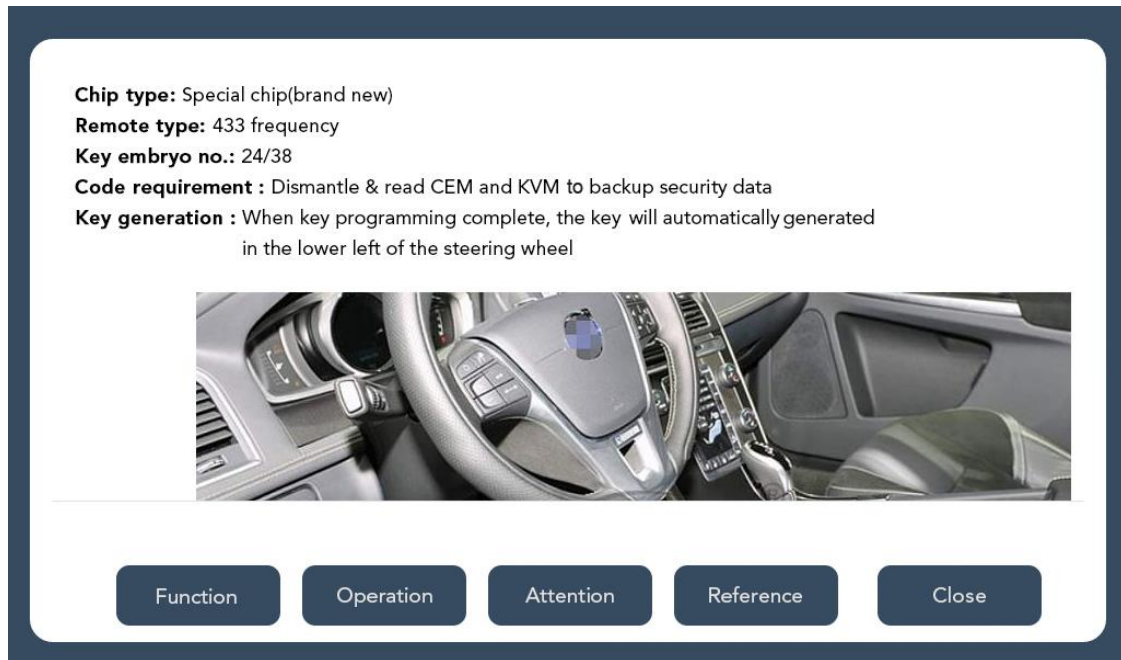 Chip type: Special chip(brand new)
Remote type: 433 frequency
Key embryo no.: 24/38
Code requirement : Dismantle & read CEM and KVM to backup security data
Key generation : When key programming complete, the key will automatically generated
in the lower left of the steering wheel
Function
Operation
Attention
Reference
Close